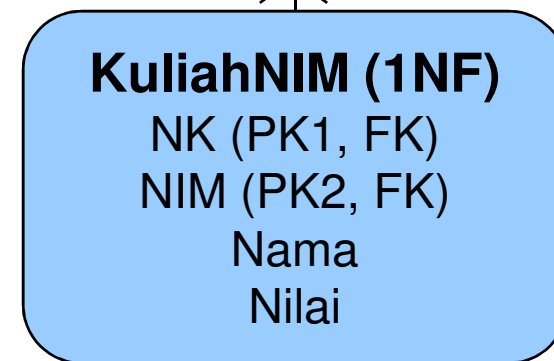 KuliahNIM (1NF)
NK (PK1, FK)
NIM (PK2, FK)
Nama
Nilai